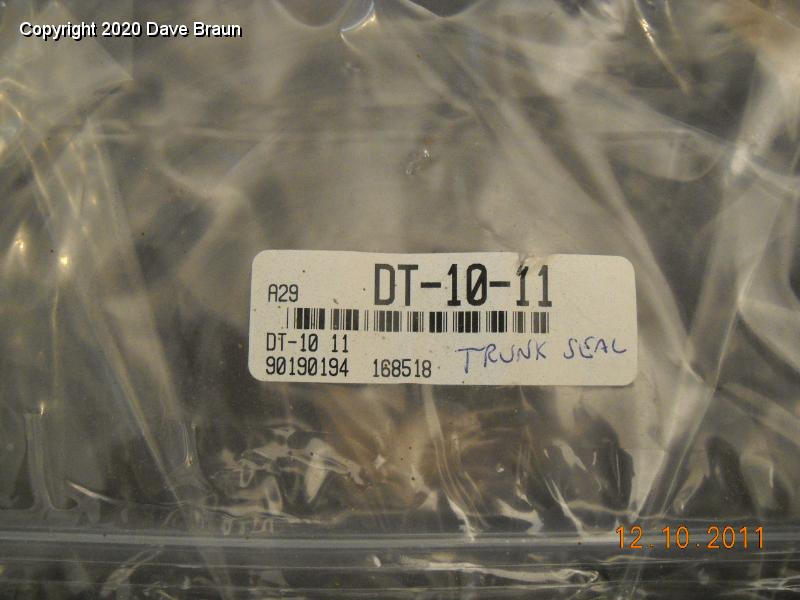 Copyright 2020 Dave Braun
A29 DT-10-11
DT-10 11
90190194 168518 TRUNK SEAL
12.10.2011